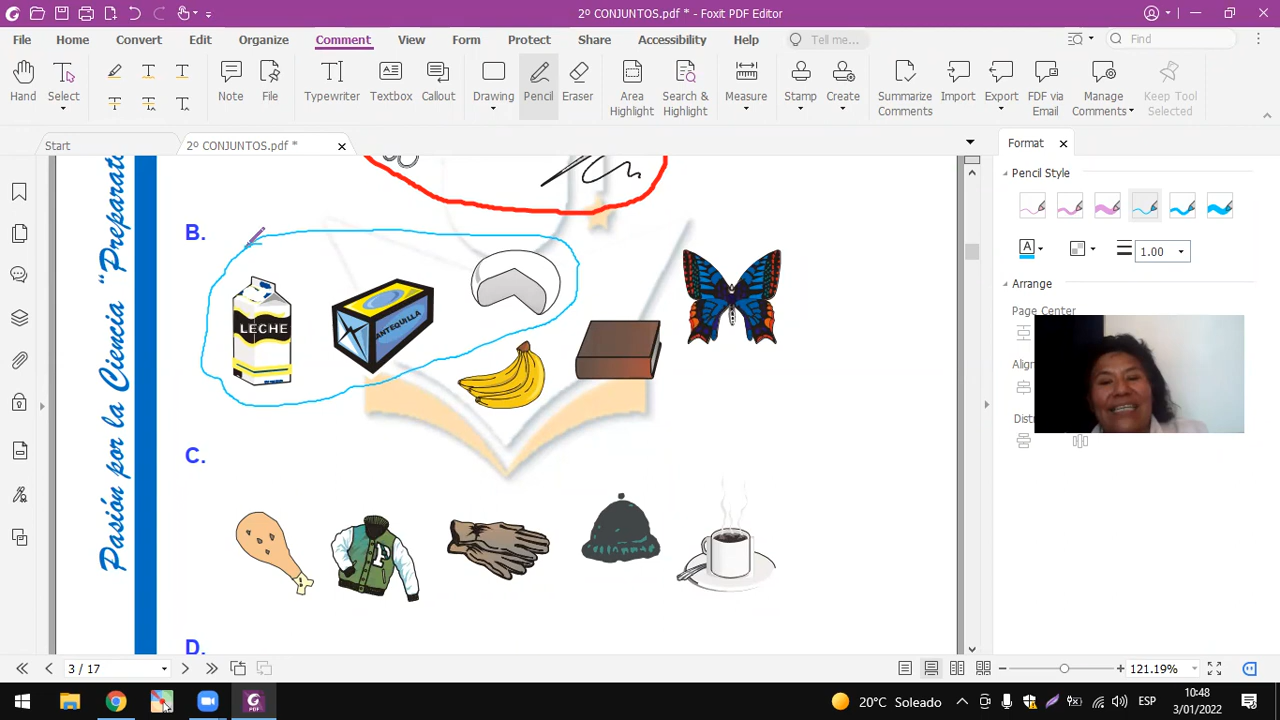 2º CONJUNTOS.pdf * - Foxit PDF Editor
File Home Convert Edit Organize Comment View Form Protect Share Accessibility Help Tell me... Find
Hand Select Note File Typewriter Textbox Callout Drawing Pencil Eraser Area Highlight Search & Highlight Measure Stamp Create Summarize Comments Import Export FDF via Email Manage Comments Keep Tool Selected
Start 2º CONJUNTOS.pdf * Format
Pencil Style
1.00
Arrange
Page Center
Pasión por la Ciencia "Preparat
B.
LECHE
ANTEQUILLA
C.
P
D.
3 / 17 121.19%
20°C Soleado ESP 10:48
3/01/2022